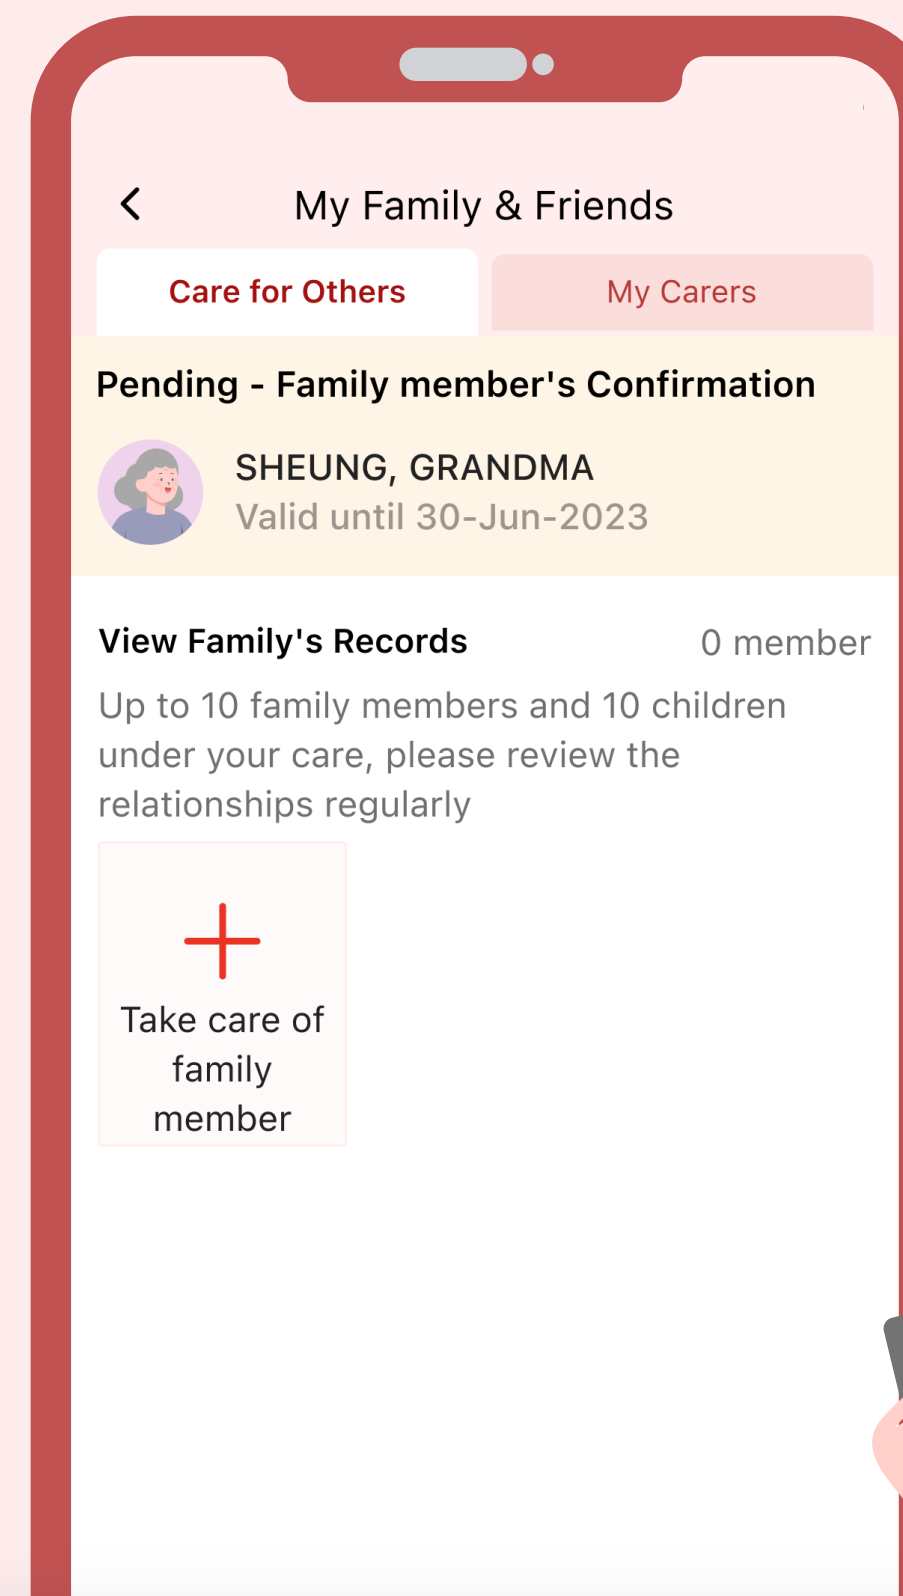 My Family & Friends
Care for Others
My Carers
Pending - Family member's Confirmation
SHEUNG, GRANDMA
Valid until 30-Jun-2023
View Family's Records
0 member
Up to 10 family members and 10 children
under your care, please review the
relationships regularly
Take care of
family
member